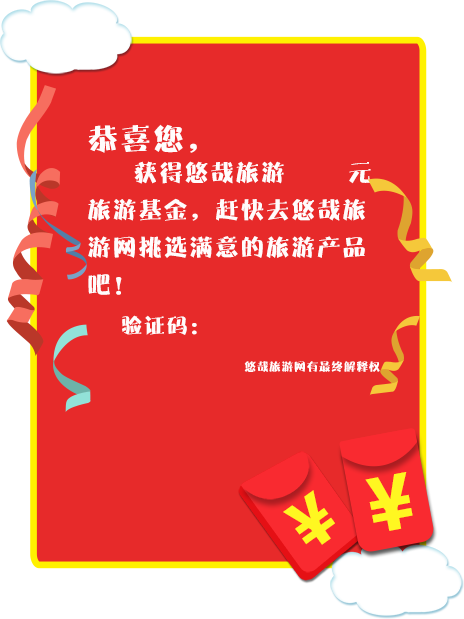 恭喜您，
获得悠哉旅游 元
旅游基金，赶快去悠哉旅
游网挑选满意的旅游产品
吧！
验证码：
悠哉旅游网有最终解释权
¥ ¥